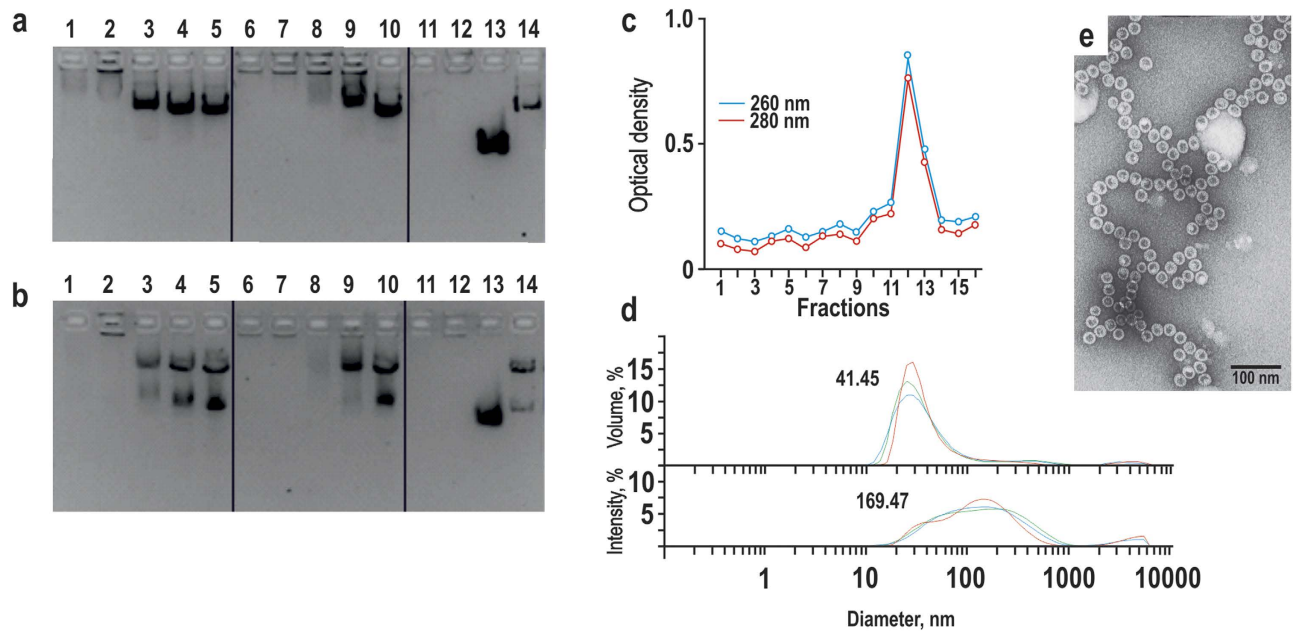 a
1 2 3 4 5 6 7 8 9 10 11 12 13 14
b
1 2 3 4 5 6 7 8 9 10 11 12 13 14
c
1.0
0.5
0
Optical density
260 nm
280 nm
1 3 5 7 9 11 13 15
Fractions
d
15
10
5
Volume, %
41.45
10
5
Intensity, %
169.47
1 10 100 1000 10000
Diameter, nm
e
100 nm